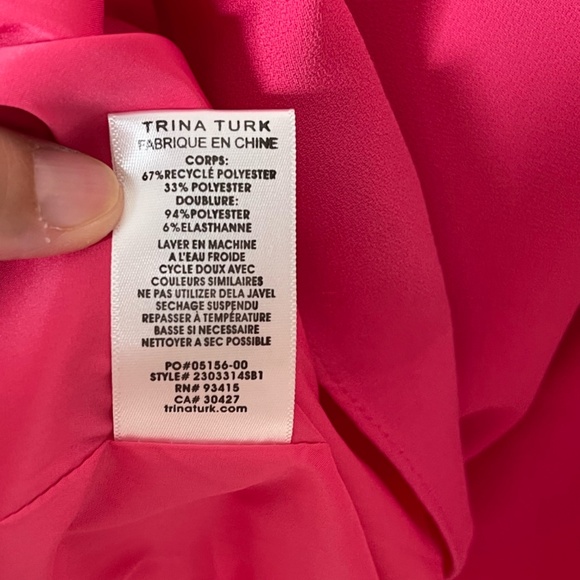 TRINA TURK
FABRIQUE EN CHINE
CORPS:
67%RECYCLÉ POLYESTER
33% POLYESTER
DOUBLURE:
94%POLYESTER
6%ELASTHANNE
LAVER EN MACHINE
A L'EAU FROIDE
CYCLE DOUX AVEC
COULEURS SIMILAIRES
NE PAS UTILIZER DELA JAVEL
SECHAGE SUSPENDU
REPASSER À TEMPÉRATURE
BASSE SI NECESSAIRE
NETTOYER A SEC POSSIBLE
PO#05156-00
STYLE# 2303314SB1
RN# 93415
CA# 30427
trinaturk.com